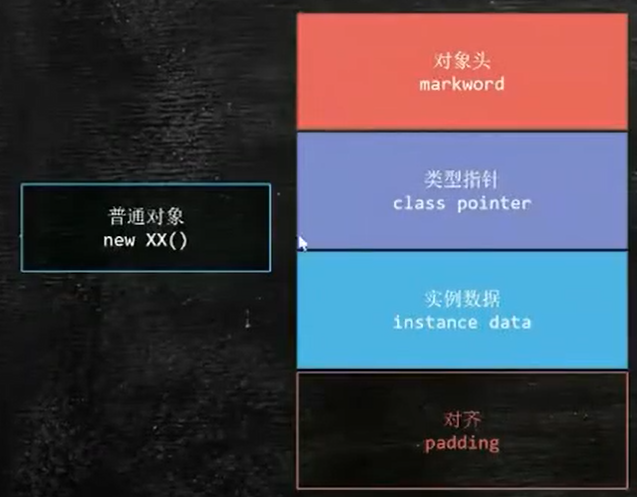 对象头
markword
类型指针
class pointer
普通对象
new XX()
实例数据
instance data
对齐
padding